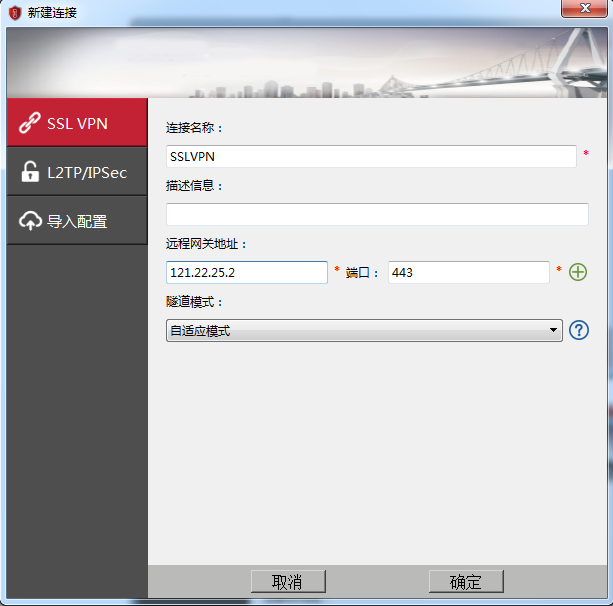 新建连接
SSL VPN
L2TP/IPSec
导入配置
连接名称：
SSLVPN *
描述信息：
远程网关地址：
121.22.25.2 * 端口： 443 *
隧道模式：
自适应模式
取消 确定